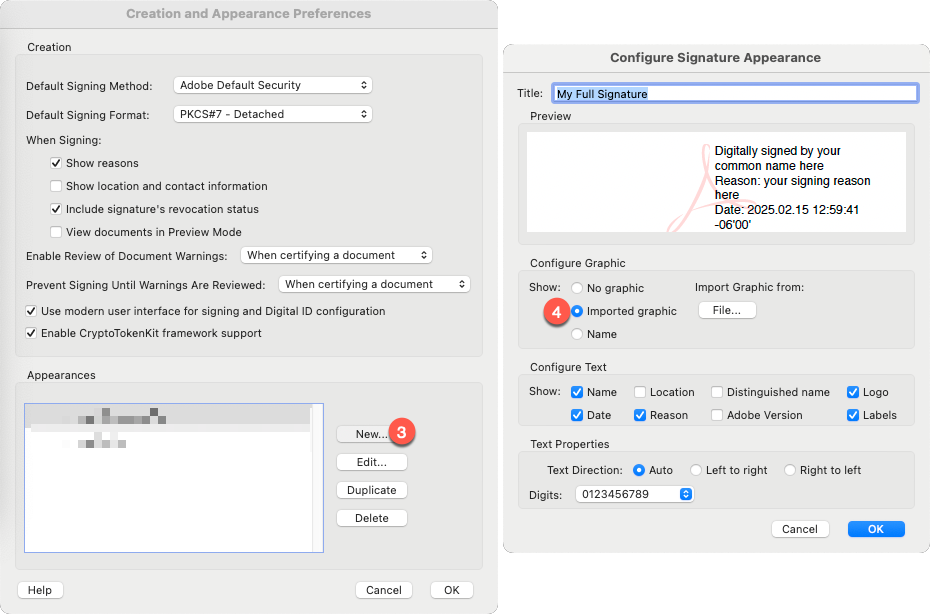 Creation and Appearance Preferences
Creation
Default Signing Method: Adobe Default Security
Default Signing Format: PKCS#7 - Detached
When Signing:
Show reasons
Show location and contact information
Include signature's revocation status
View documents in Preview Mode
Enable Review of Document Warnings: When certifying a document
Prevent Signing Until Warnings Are Reviewed: When certifying a document
Use modern user interface for signing and Digital ID configuration
Enable CryptoTokenKit framework support
Appearances
New... 3
Edit...
Duplicate
Delete
Help Cancel OK
Configure Signature Appearance
Title: My Full Signature
Preview
Digitally signed by your
common name here
Reason: your signing reason
here
Date: 2025.02.15 12:59:41
-06'00'
Configure Graphic
Show: No graphic Import Graphic from:
4 Imported graphic File...
Name
Configure Text
Show: Name Location Distinguished name Logo
Date Reason Adobe Version Labels
Text Properties
Text Direction: Auto Left to right Right to left
Digits: 0123456789
Cancel OK